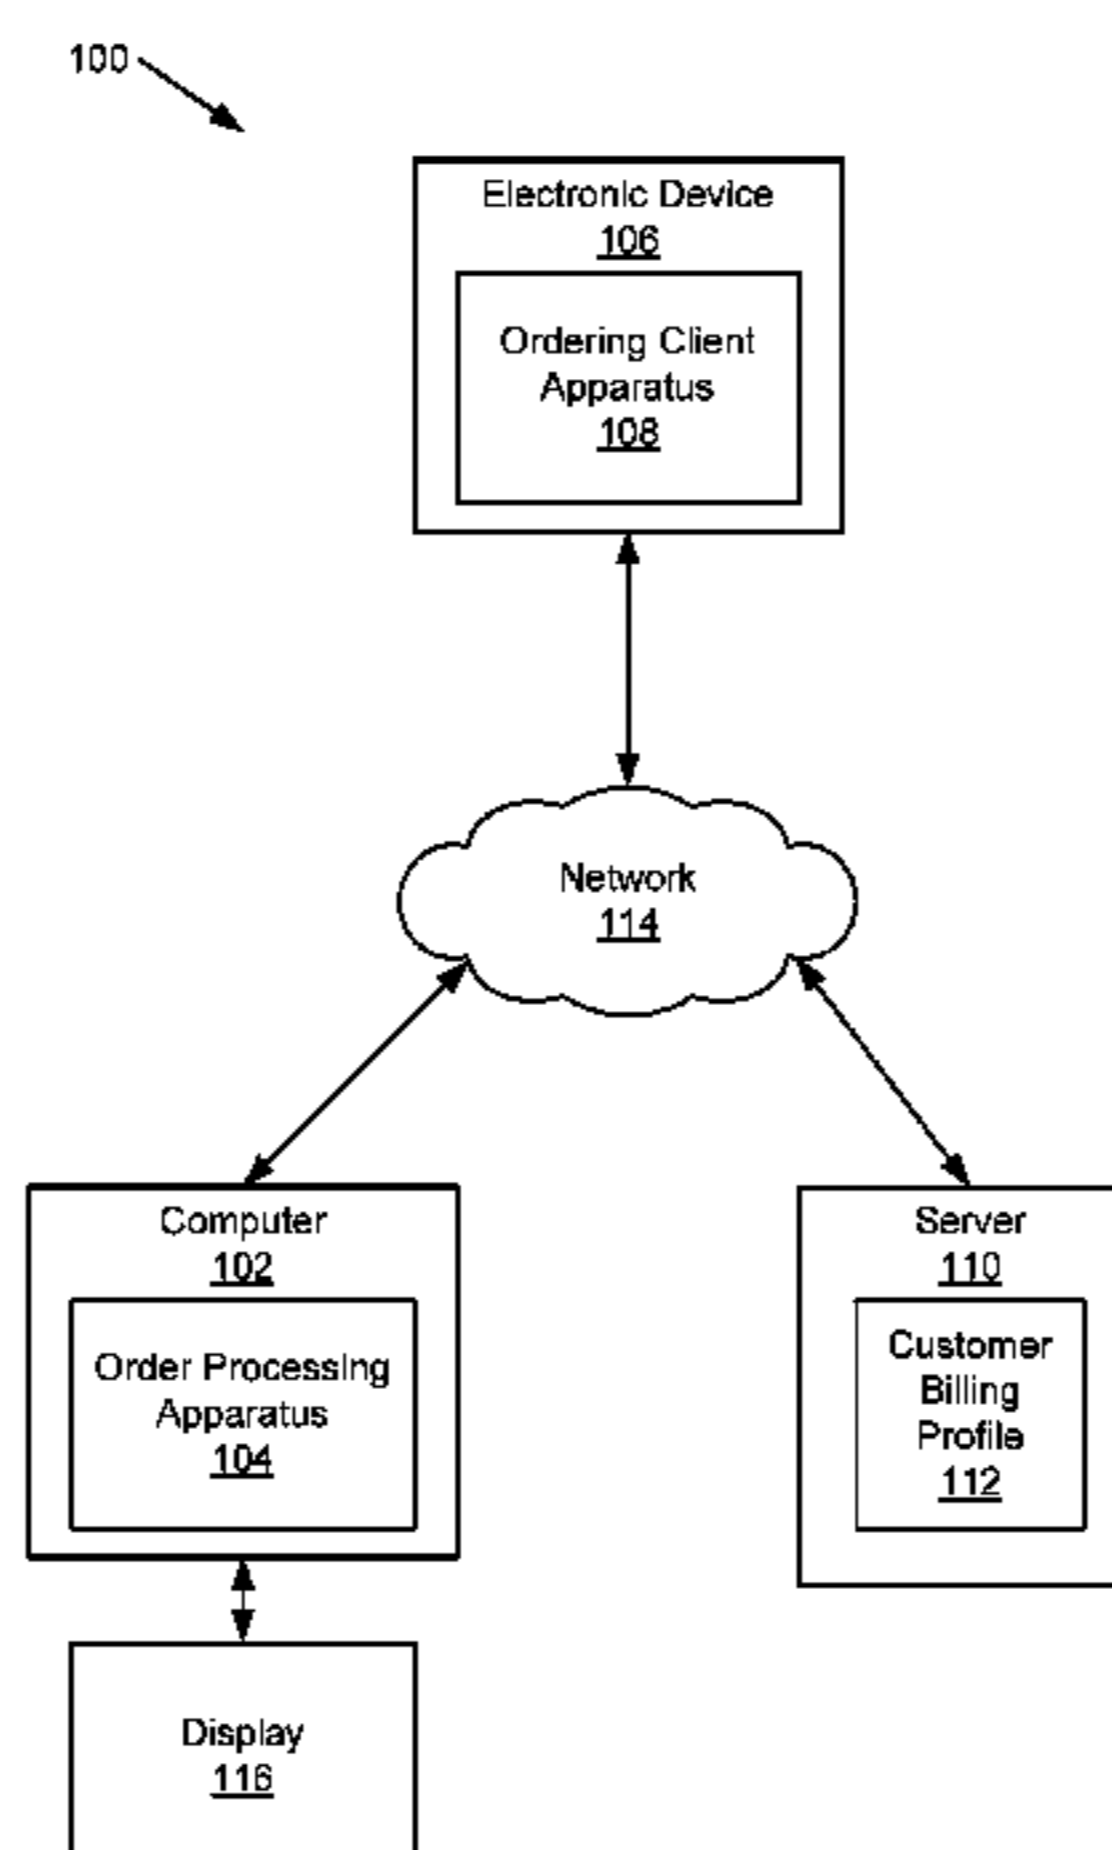 100
Electronic Device
106
Ordering Client
Apparatus
108
Network
114
Computer
102
Order Processing
Apparatus
104
Server
110
Customer
Billing
Profile
112
Display
116